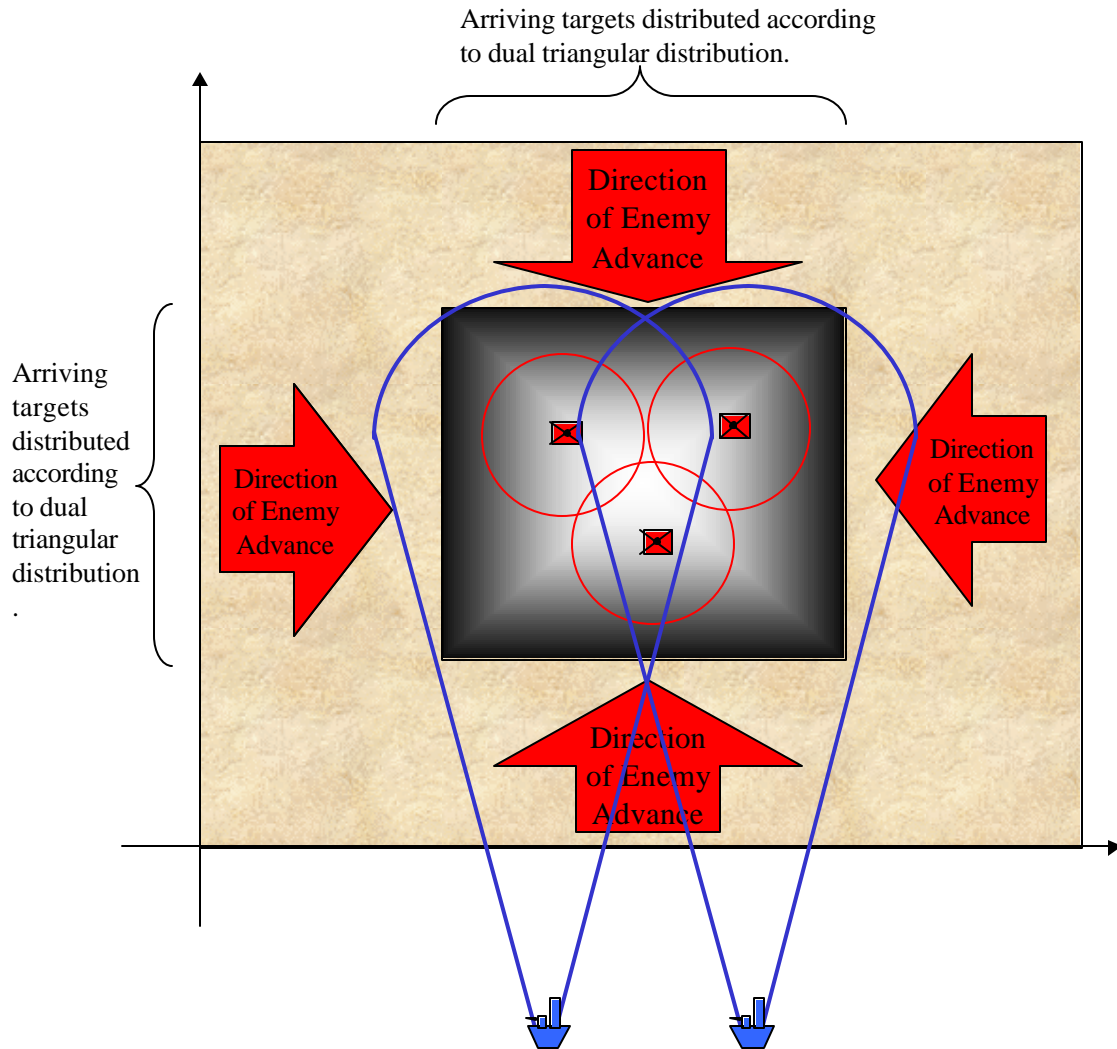 Arriving targets distributed according
to dual triangular distribution.
Direction
of Enemy
Advance
Arriving
targets
distributed
according
to dual
triangular
distribution
.
Direction
of Enemy
Advance
Direction
of Enemy
Advance
Direction
of Enemy
Advance